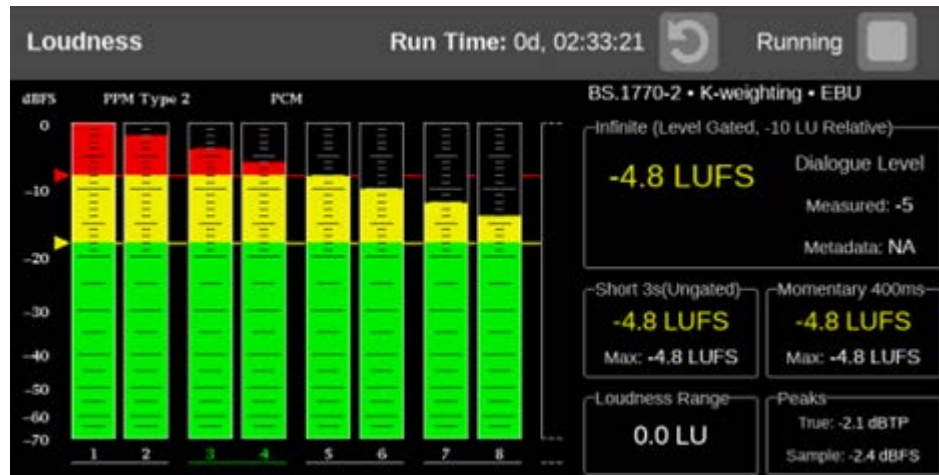 Loudness
Run Time: 0d, 02:33:21
Running
dBFS PPM Type 2 PCM
0
-10
-20
-30
-40
-50
-60
-70
1 2 3 4 5 6 7 8
BS.1770-2 • K-weighting • EBU
Infinite (Level Gated, -10 LU Relative)
-4.8 LUFS
Dialogue Level
Measured: -5
Metadata: NA
Short 3s(Ungated)
-4.8 LUFS
Max: -4.8 LUFS
Momentary 400ms
-4.8 LUFS
Max: -4.8 LUFS
Loudness Range
0.0 LU
Peaks
True: -2.1 dBTP
Sample: -2.4 dBFS